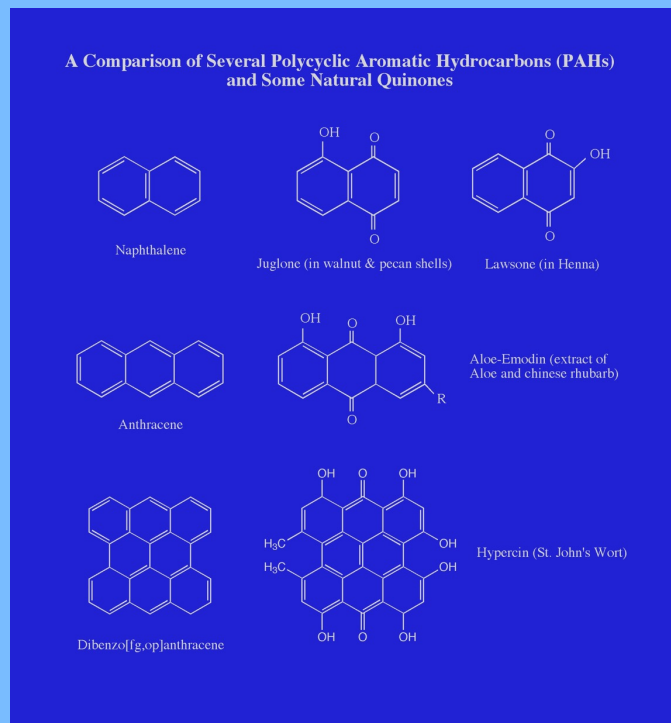 A Comparison of Several Polycyclic Aromatic Hydrocarbons (PAHs)
and Some Natural Quinones
OH
O
O
Naphthalene
Juglone (in walnut & pecan shells)
O
OH
O
Lawsone (in Henna)
Anthracene
OH
O
OH
O
R
Aloe-Emodin (extract of
Aloe and chinese rhubarb)
Dibenzo[fg,op]anthracene
OH
O
OH
H3C
OH
H3C
OH
OH
O
OH
Hypercin (St. John's Wort)